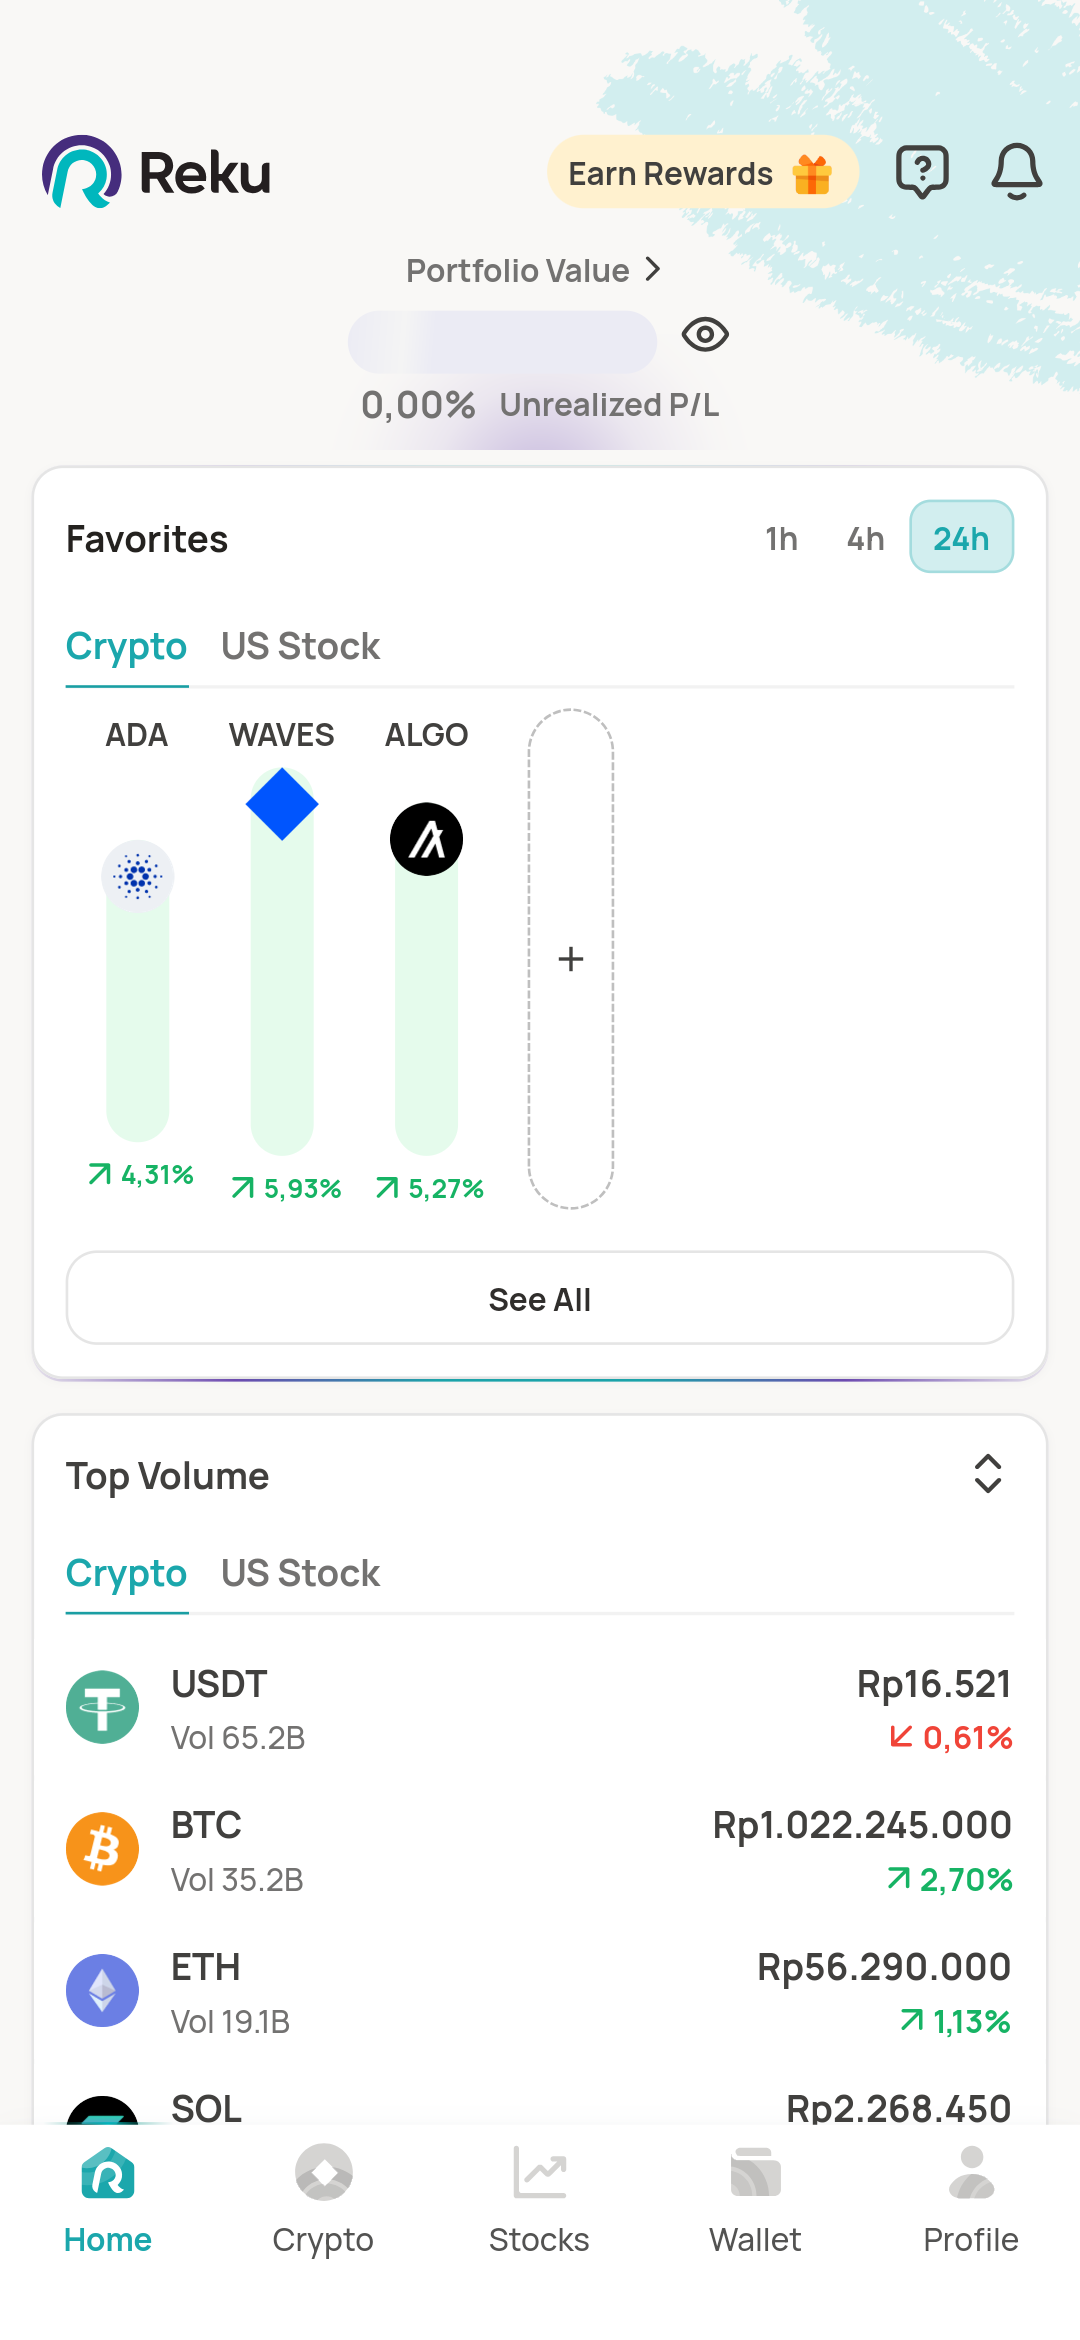 Reku
Earn Rewards
Portfolio Value
0,00% Unrealized P/L
Favorites
1h 4h 24h
Crypto US Stock
ADA WAVES ALGO
4,31% 5,93% 5,27%
See All
Top Volume
Crypto US Stock
USDT Rp16.521
Vol 65.2B 0,61%
BTC Rp1.022.245.000
Vol 35.2B 2,70%
ETH Rp56.290.000
Vol 19.1B 1,13%
SOL Rp2.268.450
Home Crypto Stocks Wallet Profile